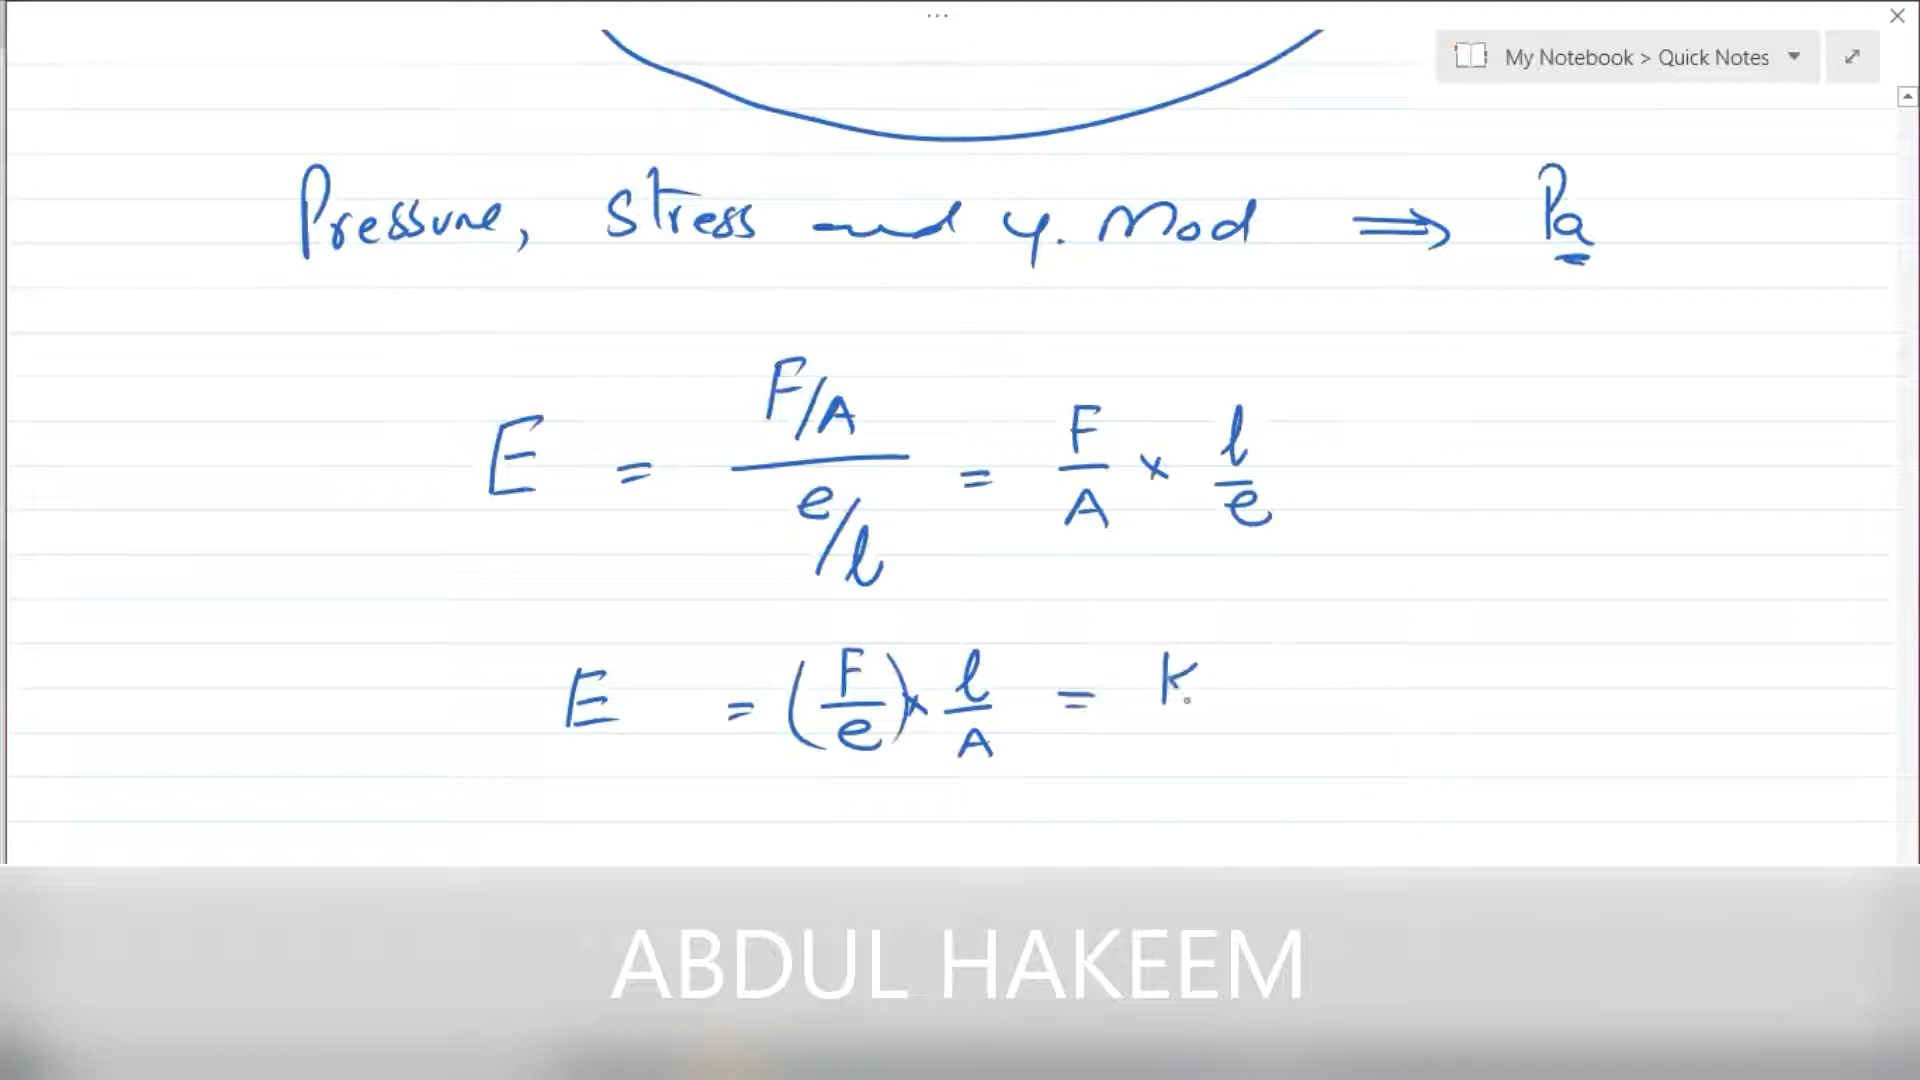 ...
My Notebook > Quick Notes
Pressure, stress and y. Mod ⇒ Pa
E = F/A / e/l = F/A × l/e
E = (F/e) × l/A = K
ABDUL HAKEEM